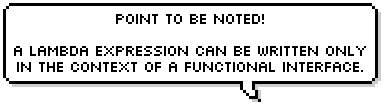 POINT TO BE NOTED!
A LAMBDA EXPRESSION CAN BE WRITTEN ONLY
IN THE CONTEXT OF A FUNCTIONAL INTERFACE.